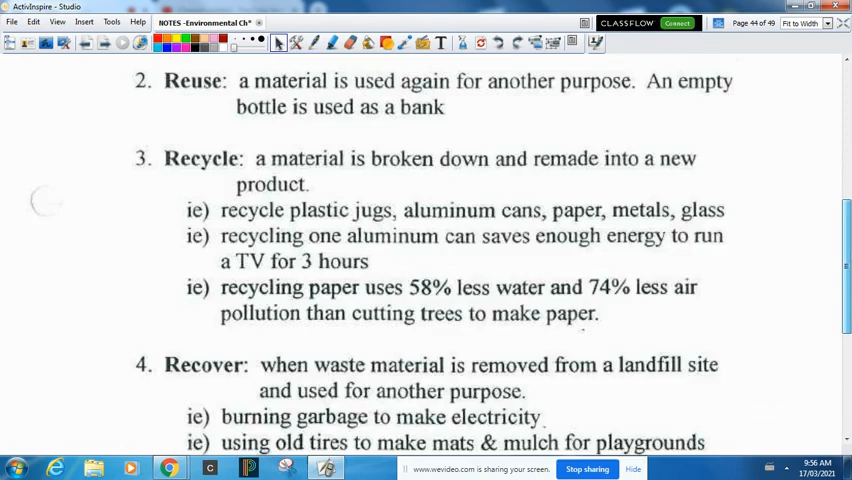 ActivInspire - Studio
File Edit View Insert Tools Help
NOTES -Environmental Ch*
CLASSFLOW Connect
Page 44 of 49
Fit to Width
2. Reuse: a material is used again for another purpose. An empty
bottle is used as a bank
3. Recycle: a material is broken down and remade into a new
product.
ie) recycle plastic jugs, aluminum cans, paper, metals, glass
ie) recycling one aluminum can saves enough energy to run
a TV for 3 hours
ie) recycling paper uses 58% less water and 74% less air
pollution than cutting trees to make paper.
4. Recover: when waste material is removed from a landfill site
and used for another purpose.
ie) burning garbage to make electricity
ie) using old tires to make mats & mulch for playgrounds
www.wevideo.com is sharing your screen. Stop sharing Hide
9:56 AM
17/03/2021